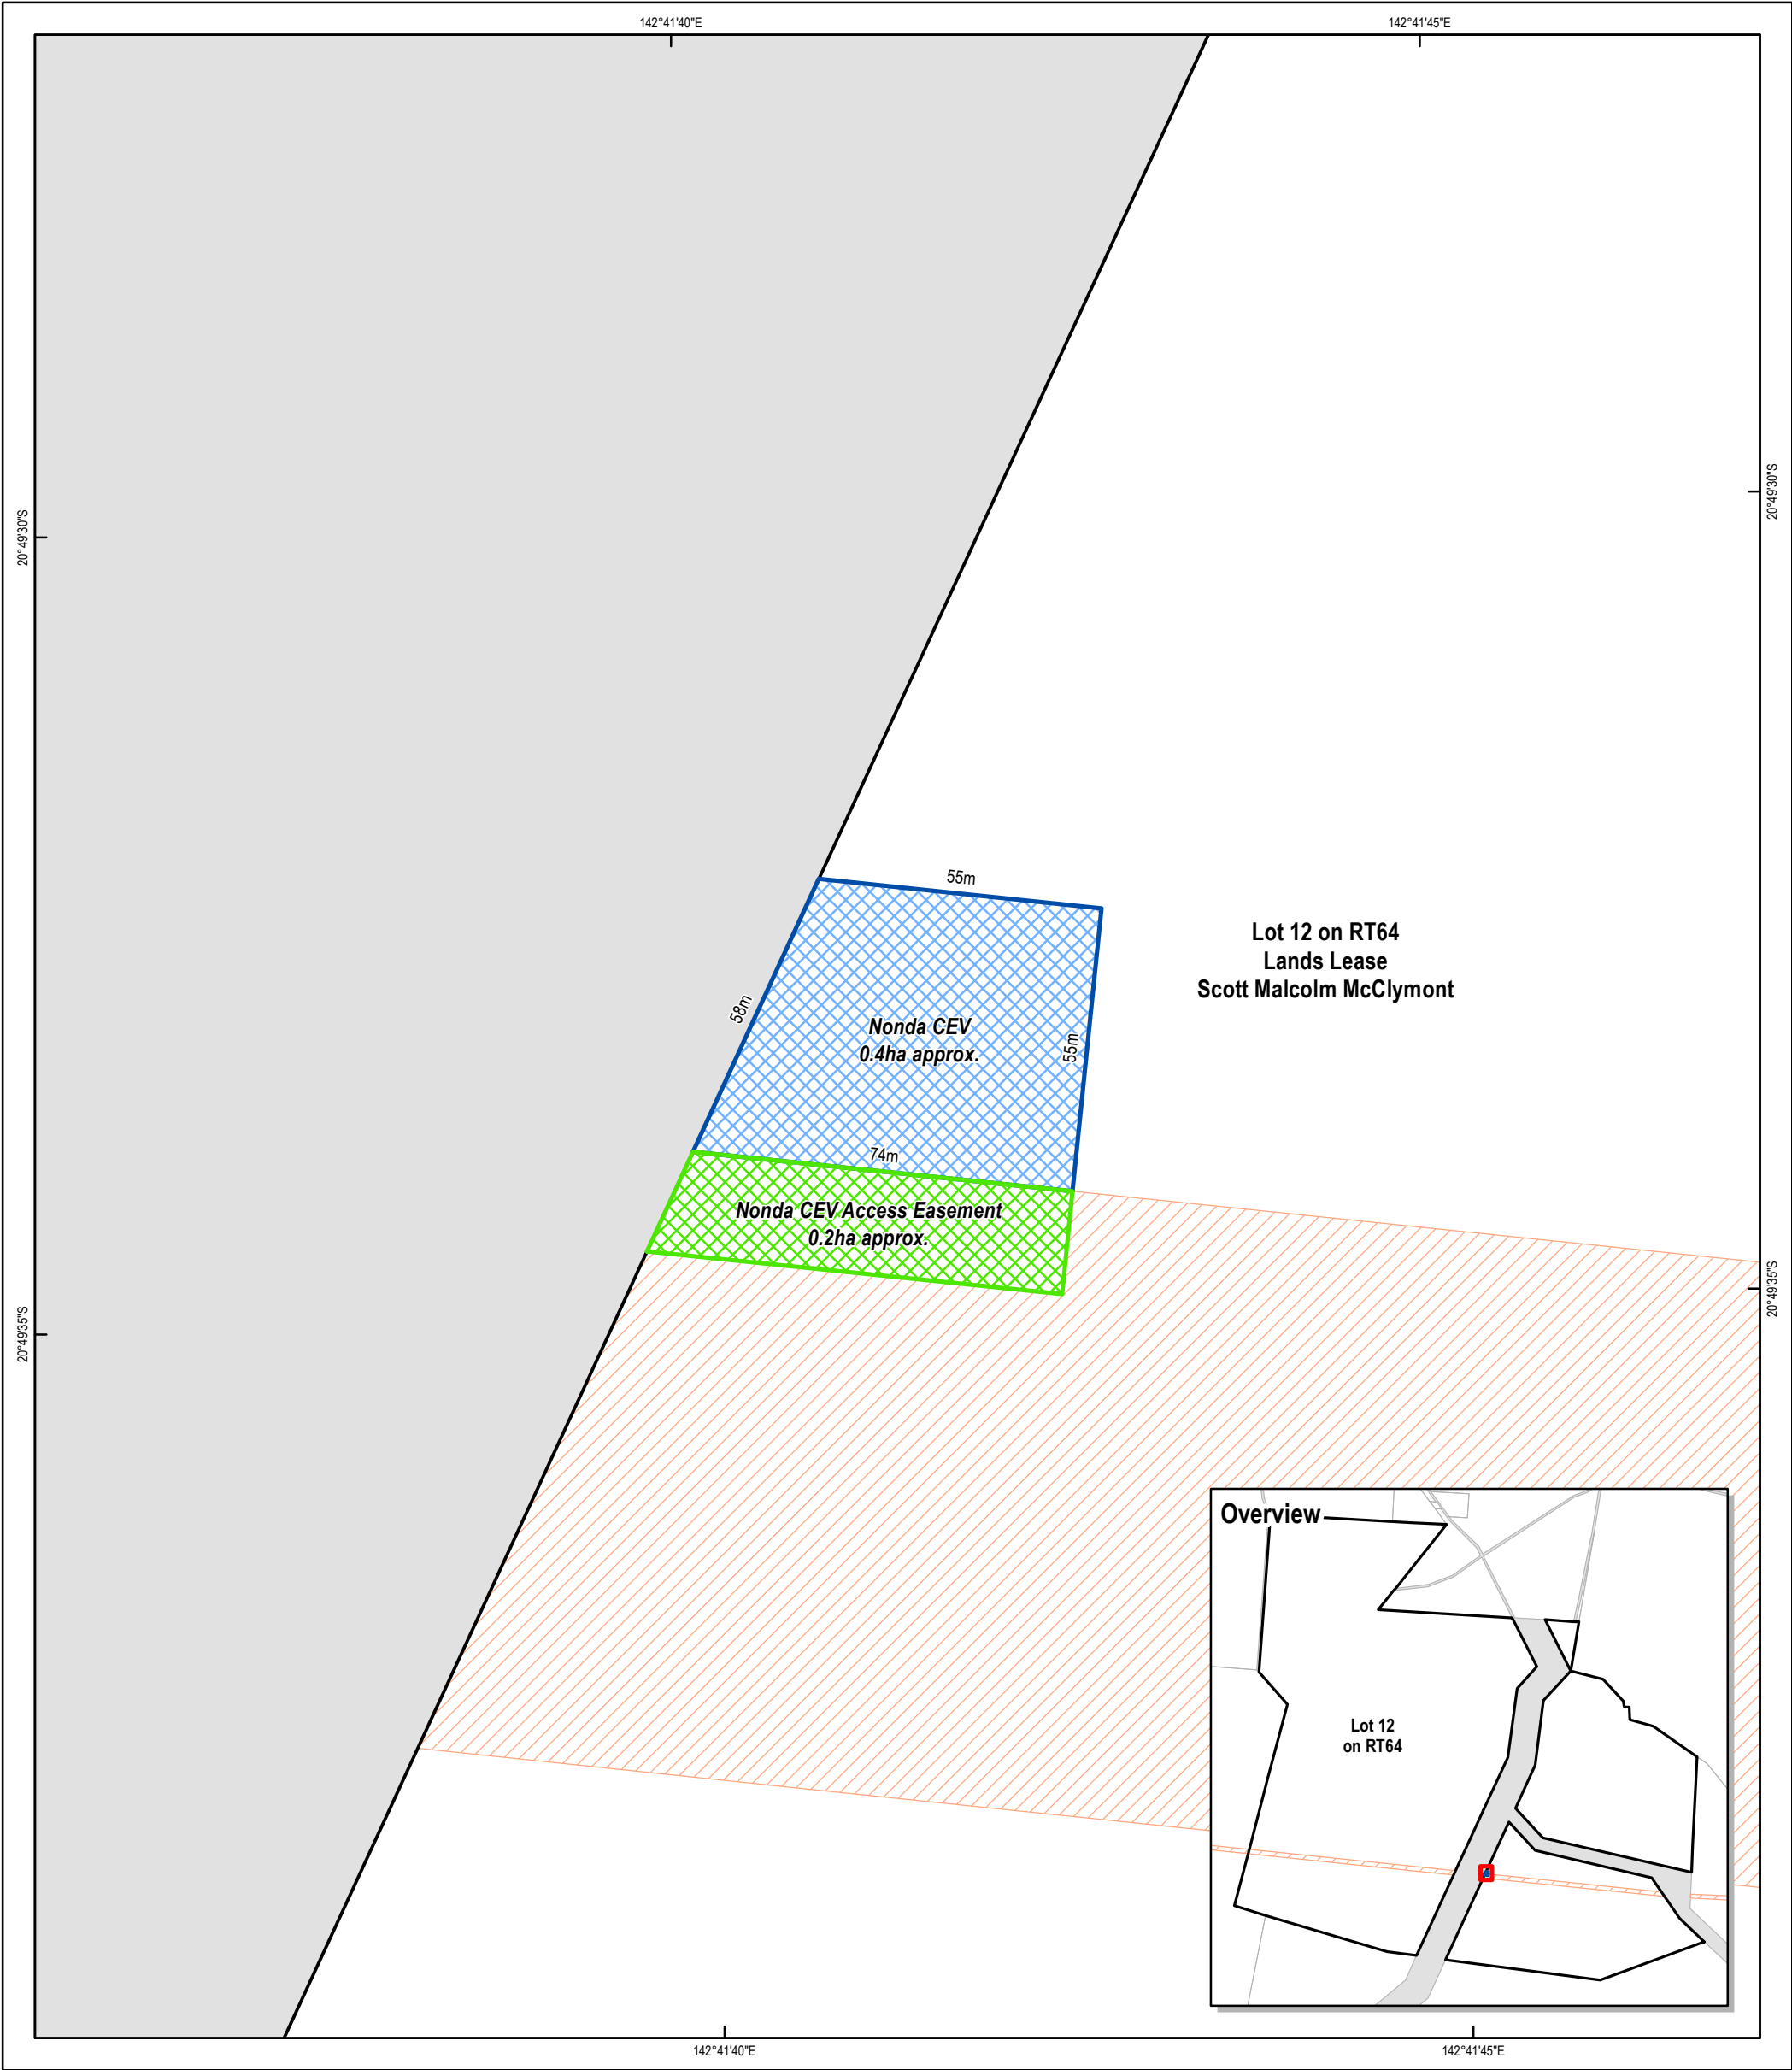 142°41'40"E
142°41'45"E
20°49'30"S
20°49'30"S
55m
Lot 12 on RT64
Lands Lease
Scott Malcolm McClymont
58m
Nonda CEV
0.4ha approx.
55m
74m
Nonda CEV Access Easement
0.2ha approx.
20°49'35"S
20°49'35"S
Overview
Lot 12
on RT64
142°41'40"E
142°41'45"E